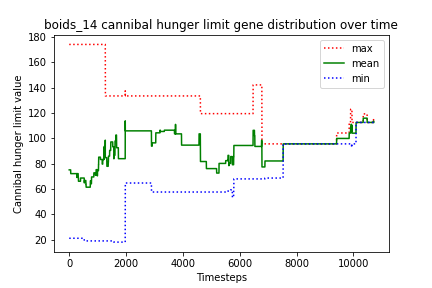 boids_14 cannibal hunger limit gene distribution over time
Cannibal hunger limit value
180
160
140
120
100
80
60
40
20
max
mean
min
0
2000
4000
6000
8000
10000
Timesteps